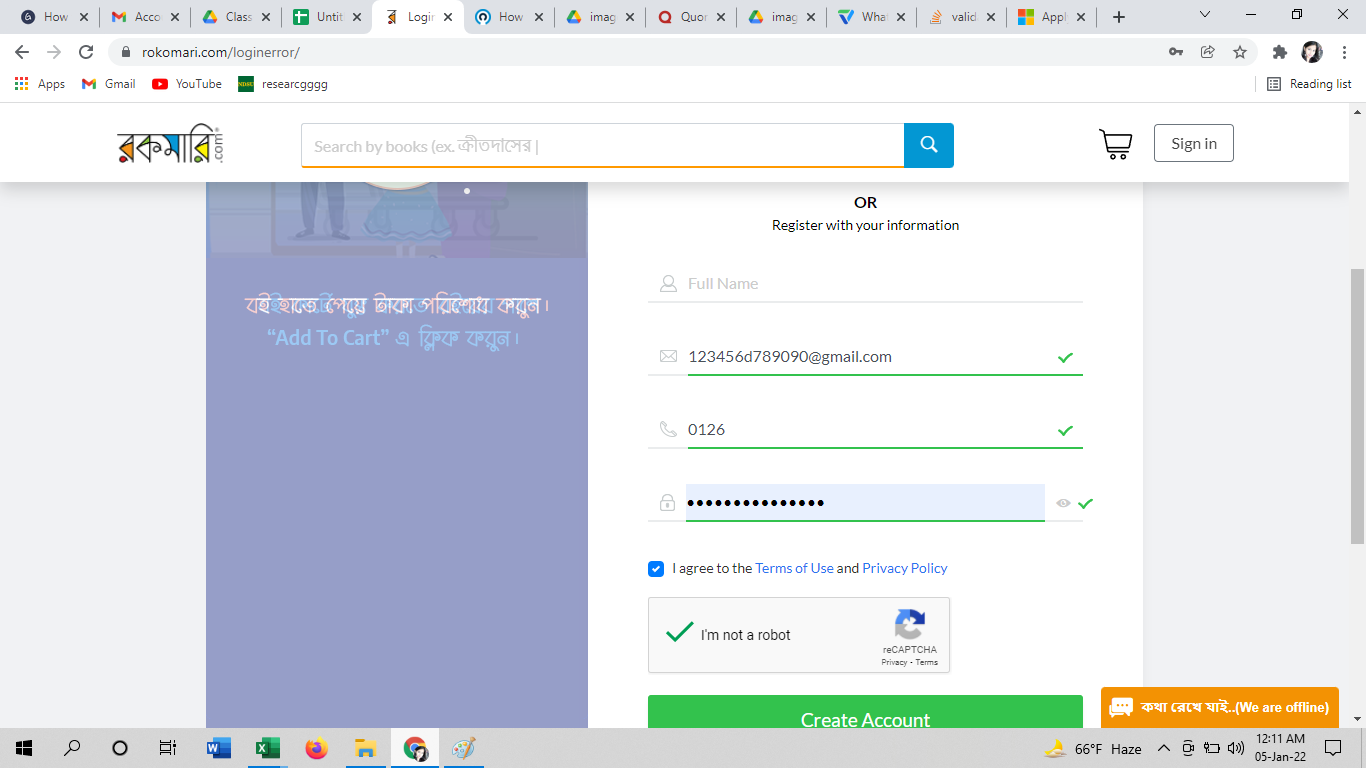 How
Acco
Class
Untit
Login
How
imag
Quor
imag
What
valid
Apply
rokomari.com/loginerror/
Apps
Gmail
YouTube
researcgggg
Reading list
রকমারি.com
Search by books (ex. ক্রীতদাসের |
Sign in
OR
Register with your information
Full Name
123456d789090@gmail.com
0126
I agree to the Terms of Use and Privacy Policy
I'm not a robot
reCAPTCHA
Privacy - Terms
Create Account
বই হাতে পেয়ে টাকা পরিশোধ করুন।
“Add To Cart” এ ক্লিক করুন।
কথা রেখে যাই..(We are offline)
66°F Haze
12:11 AM
05-Jan-22